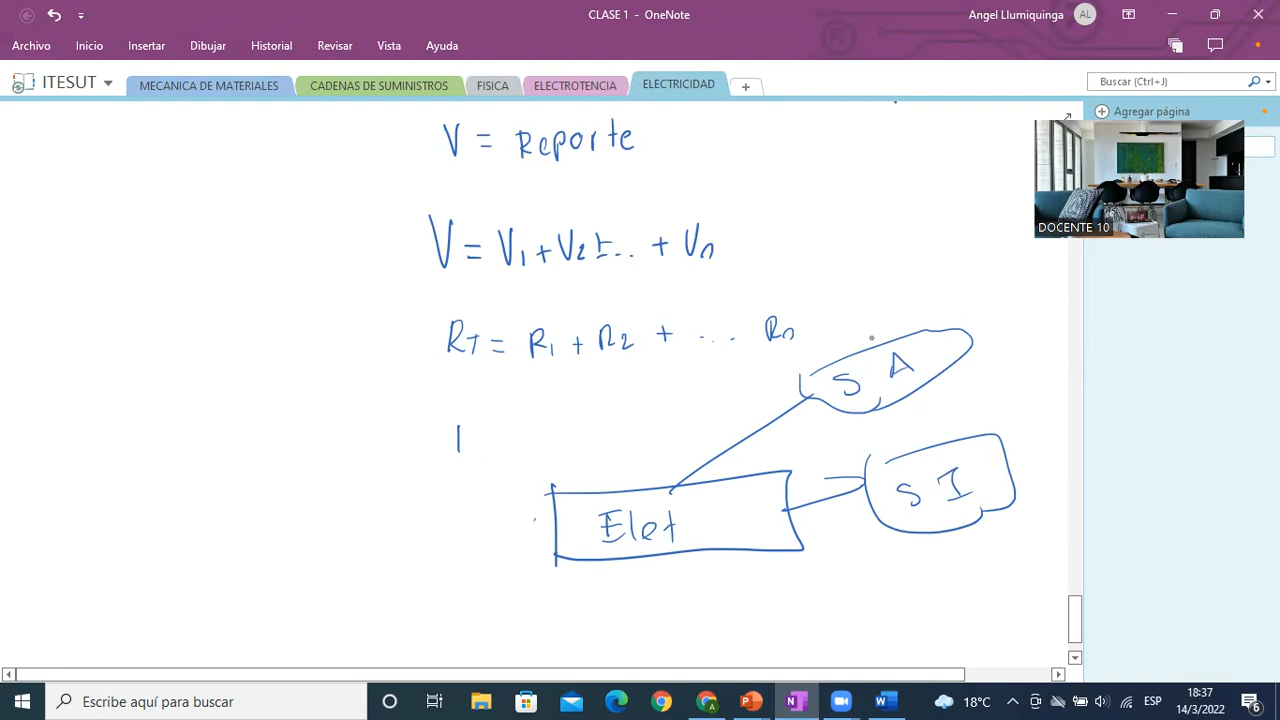 CLASE 1 - OneNote
Angel Llumiquinga AL
Archivo Inicio Insertar Dibujar Historial Revisar Vista Ayuda
ITESUT MECANICA DE MATERIALES CADENAS DE SUMINISTROS FISICA ELECTROTENCIA ELECTRICIDAD
Buscar (Ctrl+J)
Agregar página
V = Reporte
DOCENTE 10
V = V1 + V2 + ... + Vn
RT = R1 + R2 + ... Rn
S A
I
S I
Elet
Escribe aquí para buscar
18°C
ESP
18:37
14/3/2022
6